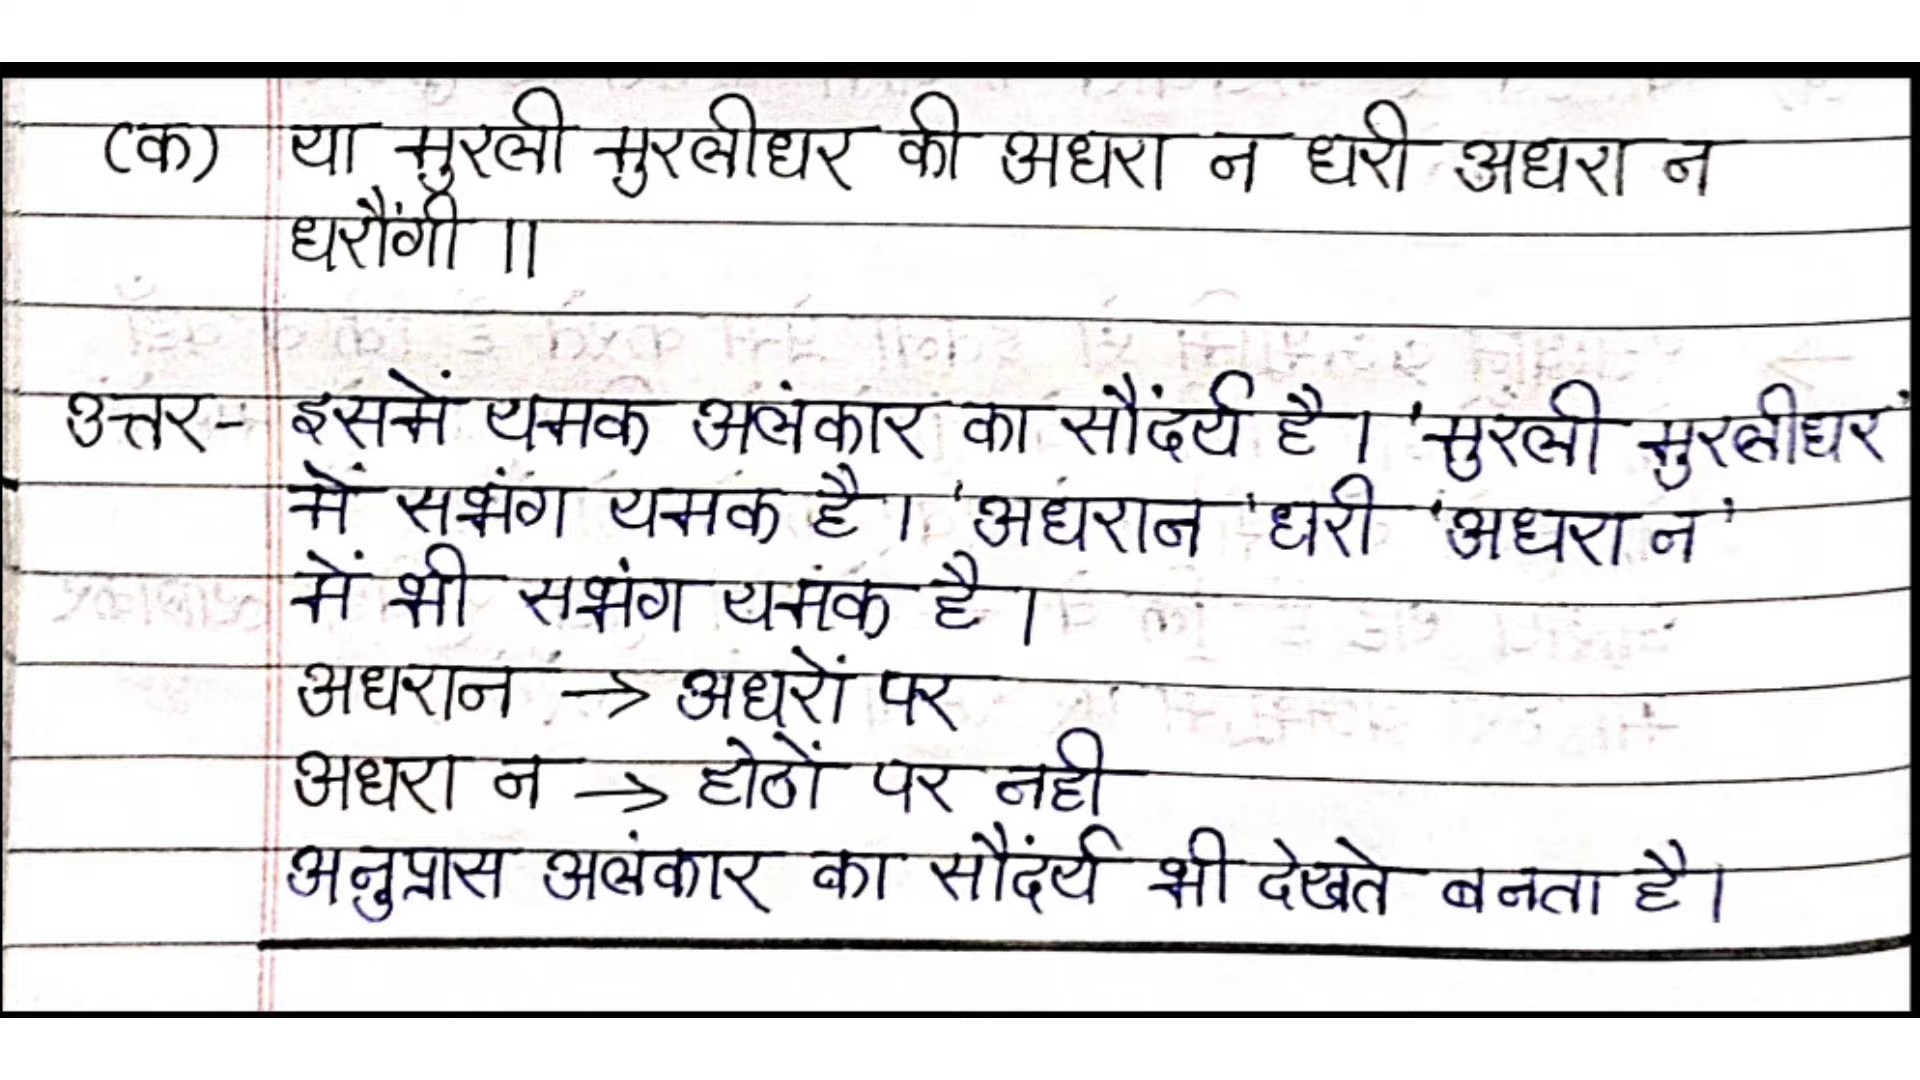 (क) या मुरली मुरलीधर की अधरा न धरी अधरा न
धरौंगी ॥
उत्तर- इसमें यमक अलंकार का सौंदर्य है। 'मुरली मुरलीधर'
में सभंग यमक है। 'अधरान' धरी 'अधरा न'
में भी सभंग यमक है।
अधरान → अधरों पर
अधरा न → होठों पर नही
अनुप्रास अलंकार का सौंदर्य भी देखते बनता है।